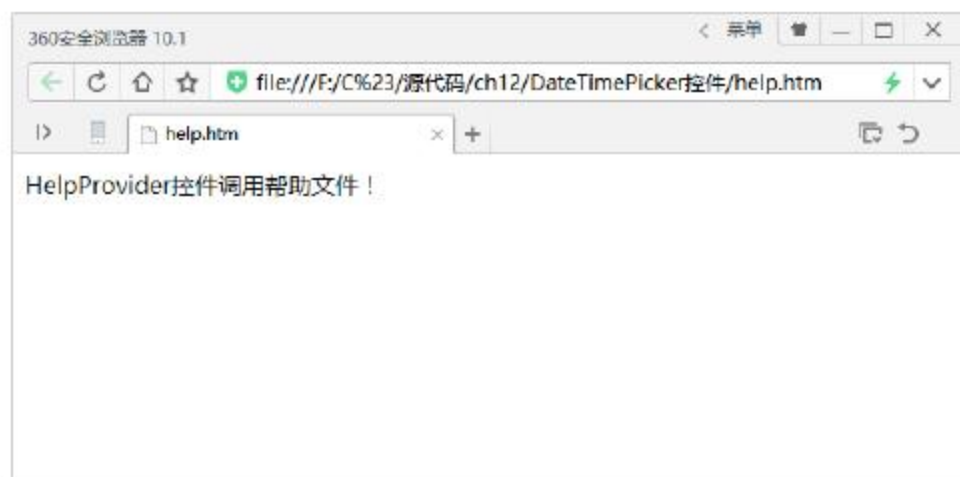 360安全浏览器 10.1
菜单
file:///F:/C%23/源代码/ch12/DateTimePicker控件/help.htm
help.htm
HelpProvider控件调用帮助文件！